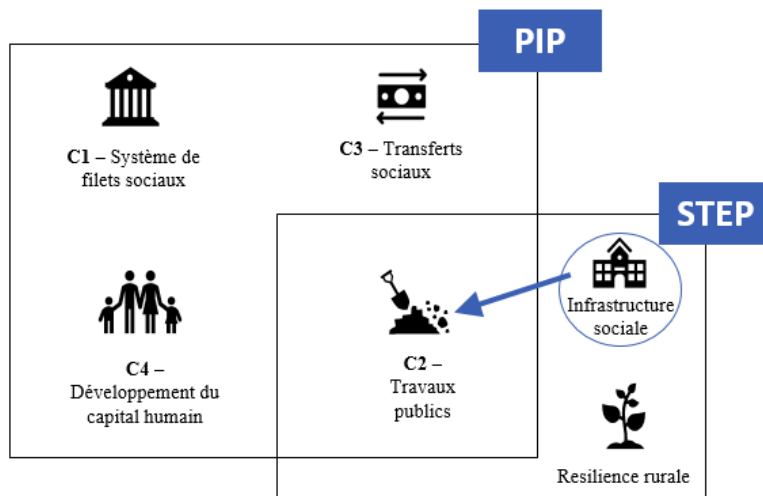 PIP
C1 – Système de
filets sociaux
C3 – Transferts
sociaux
STEP
Infrastructure
sociale
C4 –
Développement du
capital humain
C2 –
Travaux
publics
Resilience rurale